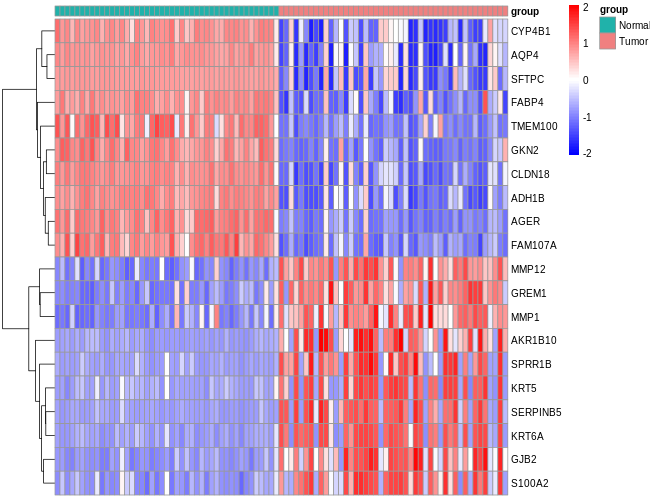 group
CYP4B1
AQP4
SFTPC
FABP4
TMEM100
GKN2
CLDN18
ADH1B
AGER
FAM107A
MMP12
GREM1
MMP1
AKR1B10
SPRR1B
KRT5
SERPINB5
KRT6A
GJB2
S100A2
2
1
0
-1
-2
group
Normal
Tumor